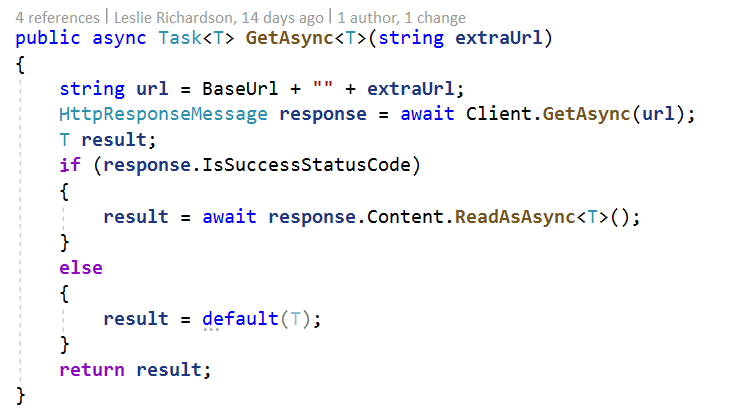 4 references | Leslie Richardson, 14 days ago | 1 author, 1 change
public async Task<T> GetAsync<T>(string extraUrl)
{
    string url = BaseUrl + "" + extraUrl;
    HttpResponseMessage response = await Client.GetAsync(url);
    T result;
    if (response.IsSuccessStatusCode)
    {
        result = await response.Content.ReadAsAsync<T>();
    }
    else
    {
        result = default(T);
    }
    return result;
}